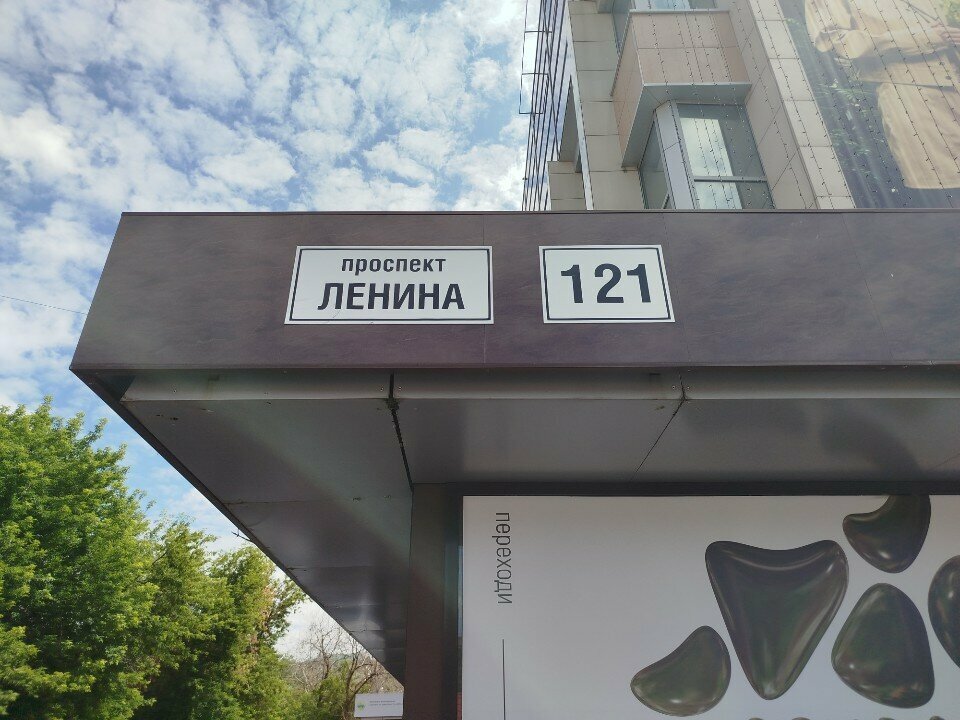 проспект
ЛЕНИНА
121
переходи